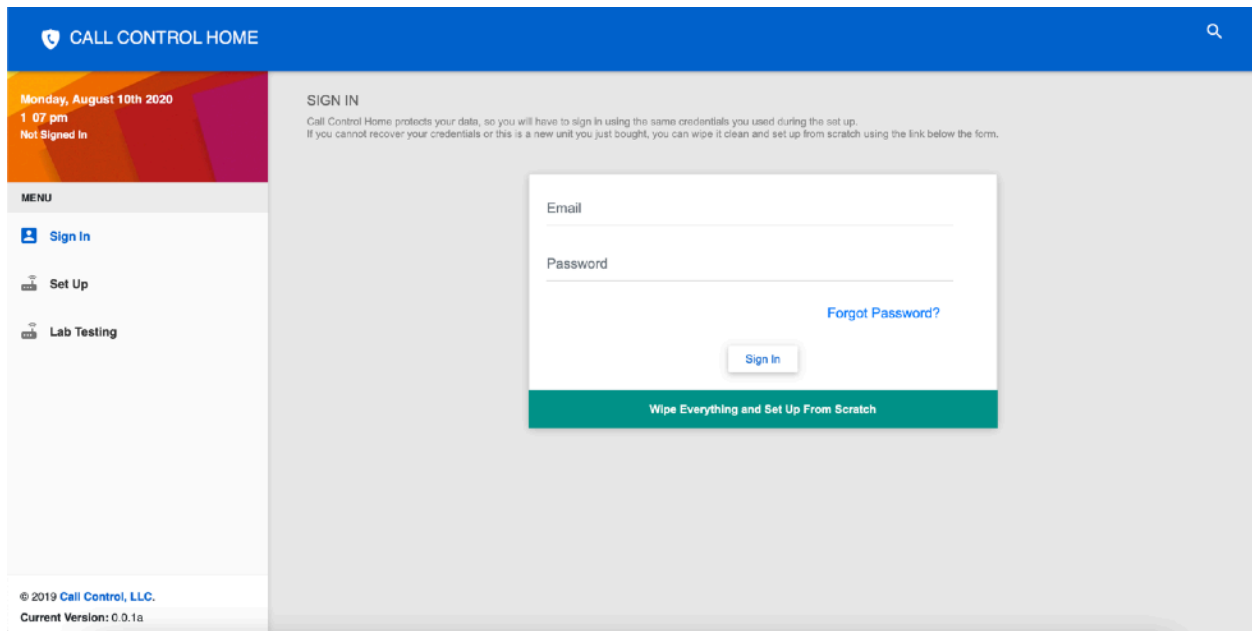 CALL CONTROL HOME
Monday, August 10th 2020
1 07 pm
Not Signed In
MENU
Sign In
Set Up
Lab Testing
© 2019 Call Control, LLC.
Current Version: 0.0.1a
SIGN IN
Call Control Home protects your data, so you will have to sign in using the same credentials you used during the set up.
If you cannot recover your credentials or this is a new unit you just bought, you can wipe it clean and set up from scratch using the link below the form.
Email
Password
Forgot Password?
Sign In
Wipe Everything and Set Up From Scratch